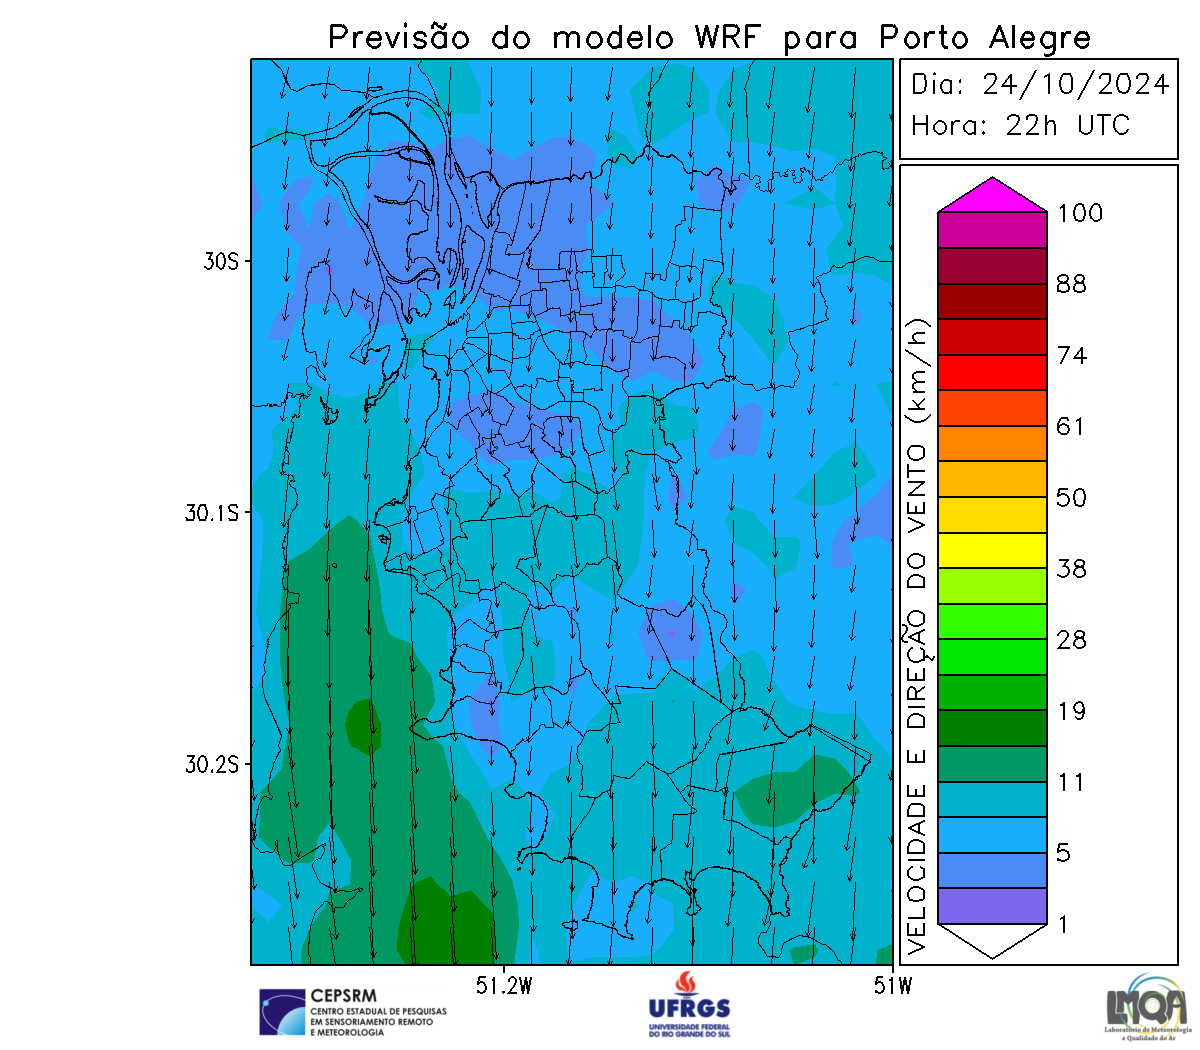 Previsão do modelo WRF para Porto Alegre
Dia: 24/10/2024
Hora: 22h UTC
30S
30.1S
30.2S
51.2W
51W
VELOCIDADE E DIREÇÃO DO VENTO (km/h)
100
88
74
61
50
38
28
19
11
5
1
CEPSRM
CENTRO ESTADUAL DE PESQUISAS
EM SENSORIAMENTO REMOTO
E METEOROLOGIA
UFRGS
UNIVERSIDADE FEDERAL
DO RIO GRANDE DO SUL
LMQA
Laboratório de Meteorologia
e Qualidade do Ar